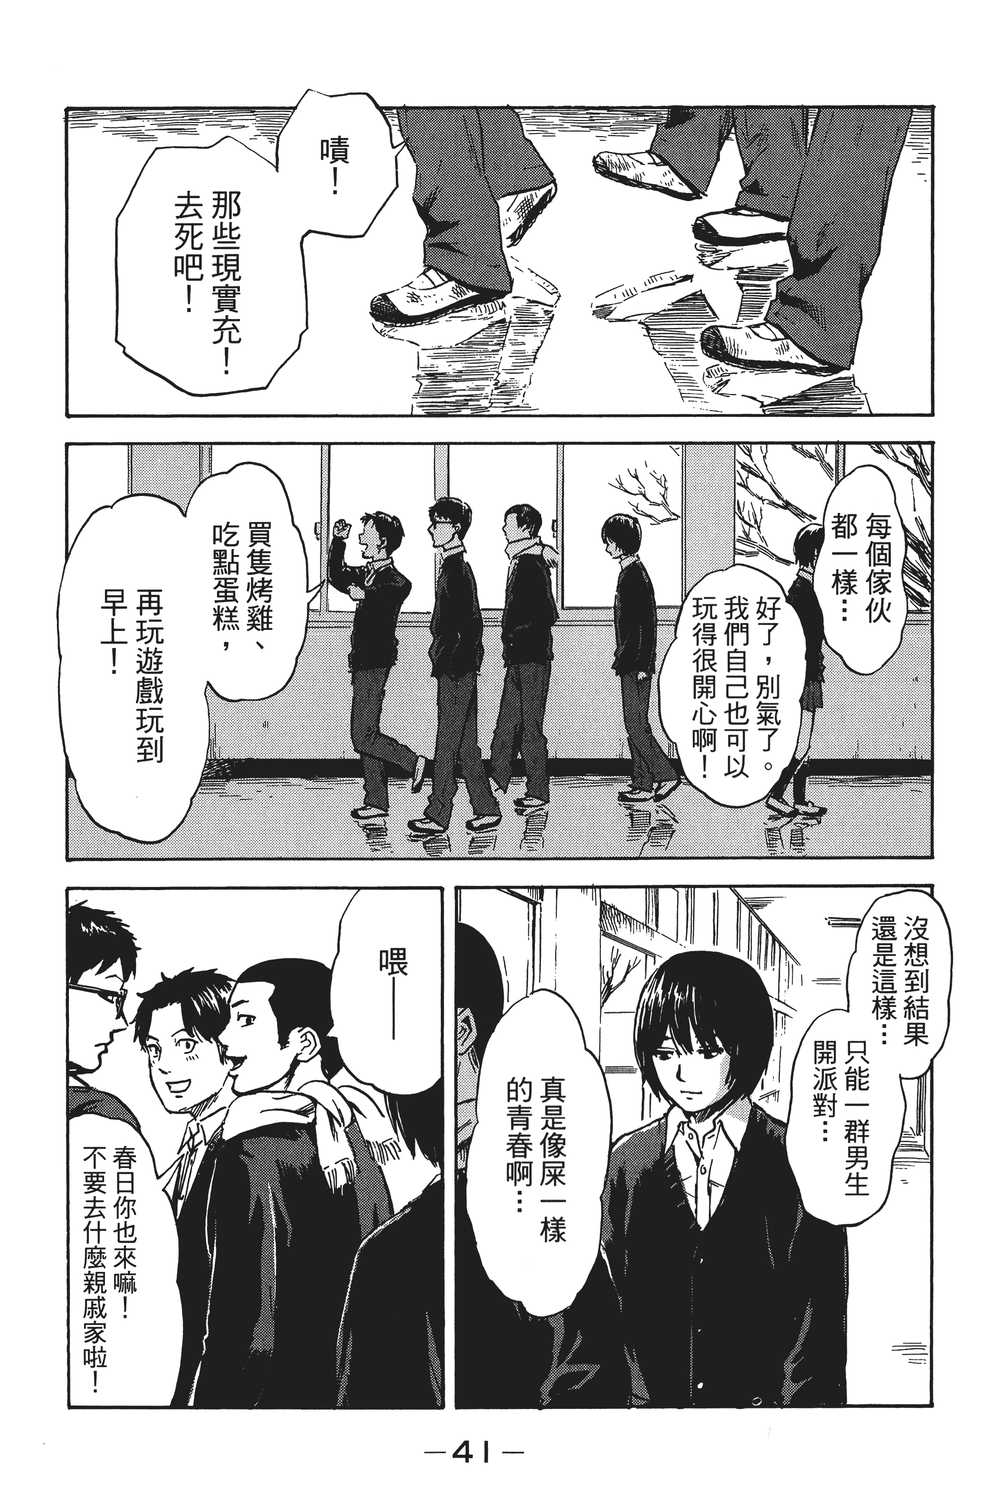 嘖！
那些現實充！
去死吧！
每個傢伙
都一樣…
好了，別氣了。
我們自己也可以
玩得很開心啊！
買隻烤雞、
吃點蛋糕，
再玩遊戲玩到
早上！
沒想到結果
還是這樣…
只能一群男生
開派對…
真是像屎一樣
的青春啊…
喂——
春日你也來嘛！
不要去什麼親戚家啦！
—41—